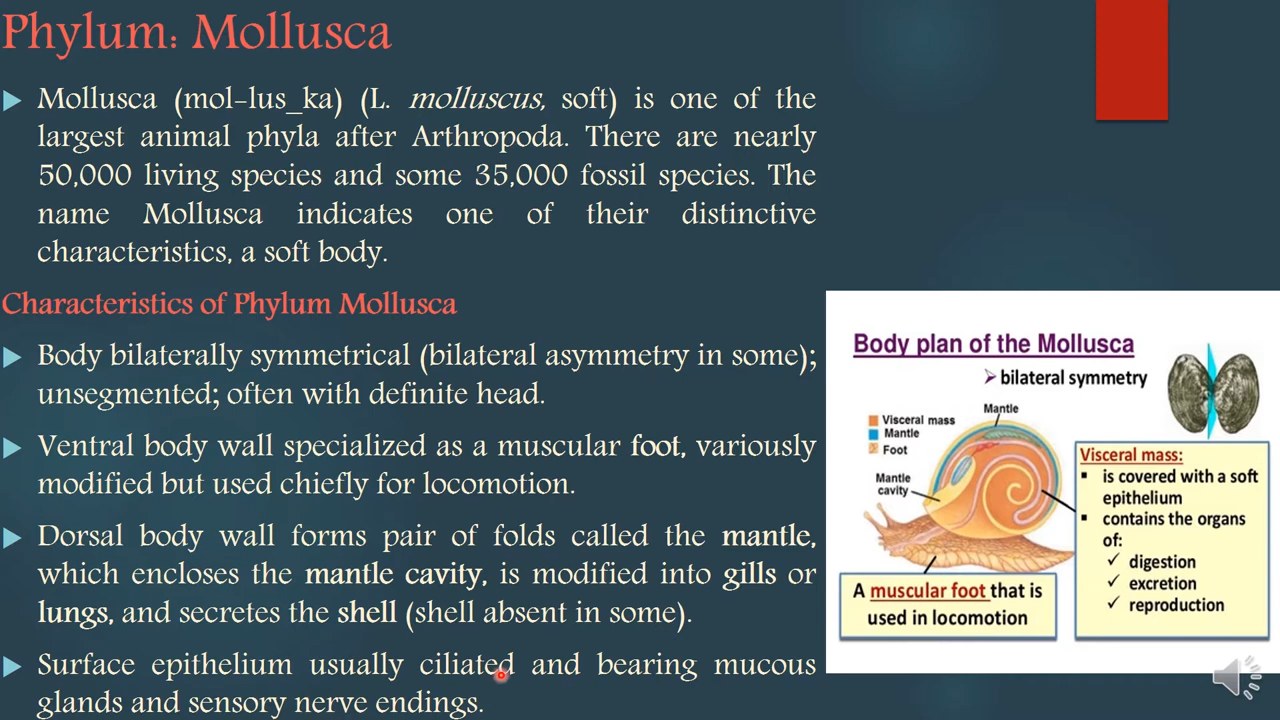 Phylum: Mollusca
Mollusca (mol-lus_ka) (L. molluscus, soft) is one of the
largest animal phyla after Arthropoda. There are nearly
50,000 living species and some 35,000 fossil species. The
name Mollusca indicates one of their distinctive
characteristics, a soft body.
Characteristics of Phylum Mollusca
Body bilaterally symmetrical (bilateral asymmetry in some);
unsegmented; often with definite head.
Ventral body wall specialized as a muscular foot, variously
modified but used chiefly for locomotion.
Dorsal body wall forms pair of folds called the mantle,
which encloses the mantle cavity, is modified into gills or
lungs, and secretes the shell (shell absent in some).
Surface epithelium usually ciliated and bearing mucous
glands and sensory nerve endings.
Body plan of the Mollusca
bilateral symmetry
Visceral mass
Mantle
Foot
Mantle
Mantle
cavity
A muscular foot that is
used in locomotion
Visceral mass:
is covered with a soft
epithelium
contains the organs
of:
digestion
excretion
reproduction